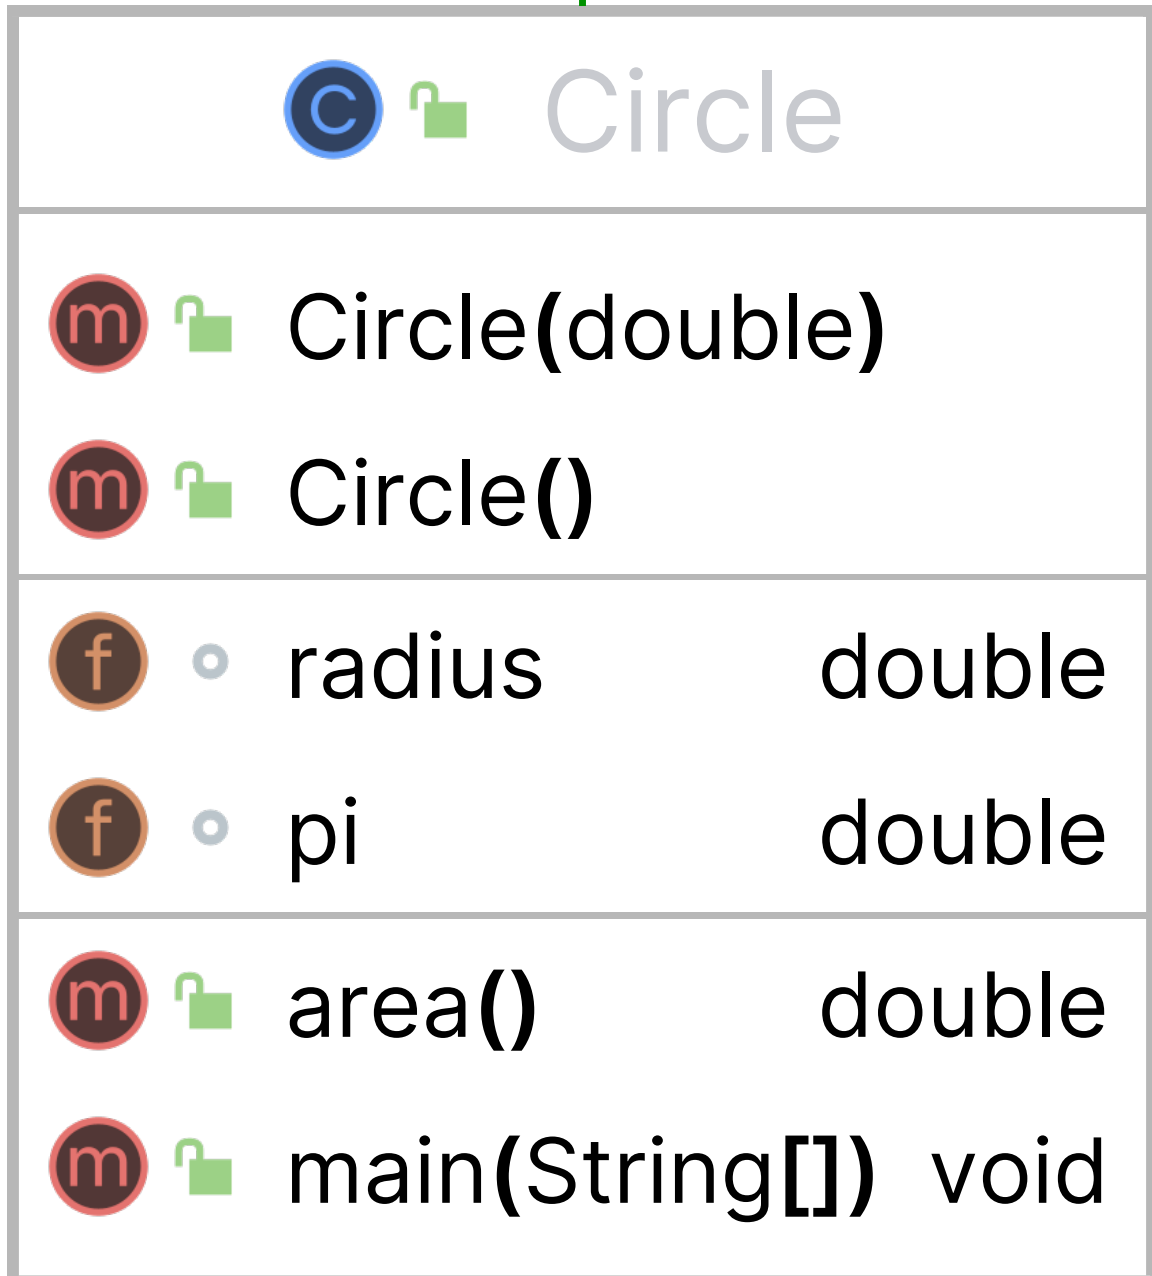 C Circle
m Circle(double)
m Circle()
f radius double
f pi double
m area() double
m main(String[]) void